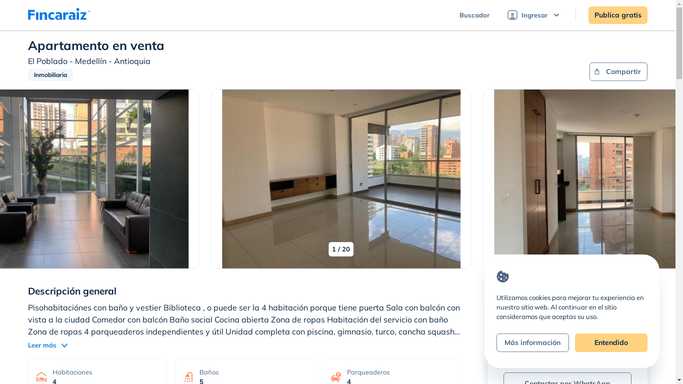 Fincaraiz
Buscador
Ingresar
Publica gratis
Apartamento en venta
El Poblado - Medellín - Antioquia
Inmobiliaria
Compartir
1 / 20
Descripción general
Pisohabitaciónes con baño y vestier Biblioteca , o puede ser la 4 habitación porque tiene puerta Sala con balcón con
vista a la ciudad Comedor con balcón Baño social Cocina abierta Zona de ropas Habitación del servicio con baño
Zona de ropas 4 parqueaderos independientes y útil Unidad completa con piscina, gimnasio, turco, cancha squash...
Leer más
Habitaciones
4
Baños
5
Parqueaderos
4
Utilizamos cookies para mejorar tu experiencia en
nuestro sitio web. Al continuar en el sitio
consideramos que aceptas su uso.
Más información
Entendido
Contactar por WhatsApp